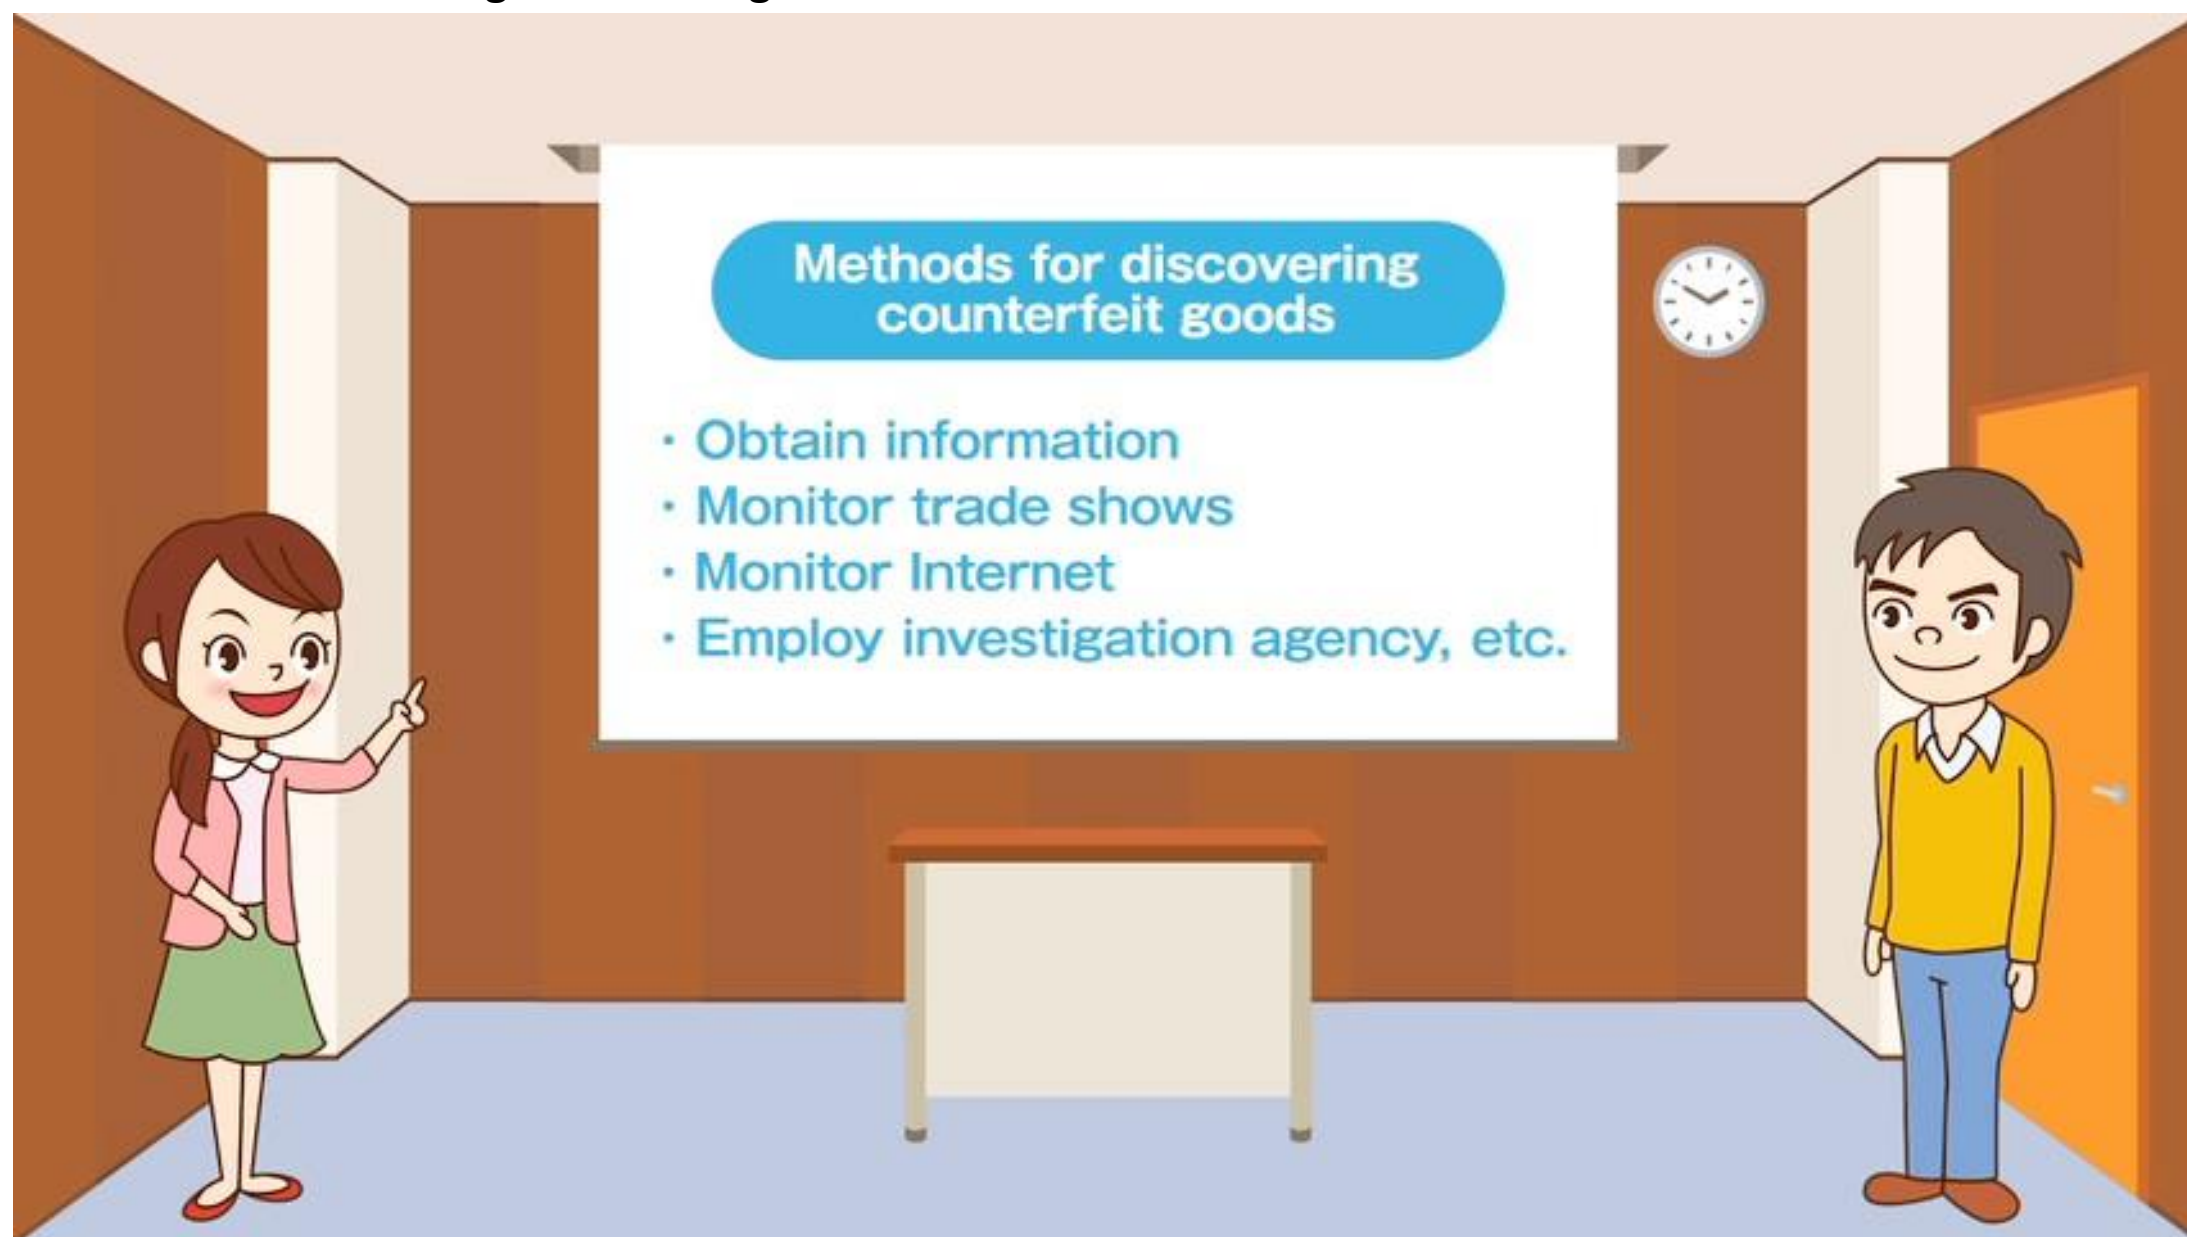 Methods for discovering
counterfeit goods
・Obtain information
・Monitor trade shows
・Monitor Internet
・Employ investigation agency, etc.